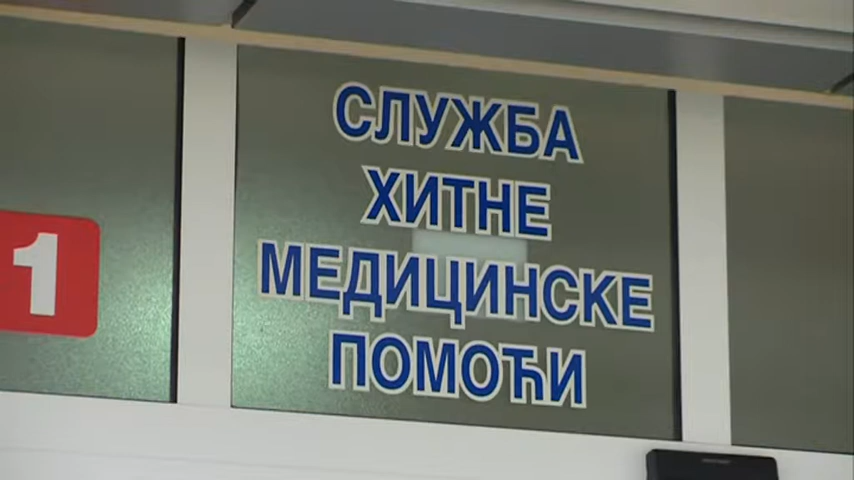 СЛУЖБА
ХИТНЕ
МЕДИЦИНСКЕ
ПОМОЋИ
1